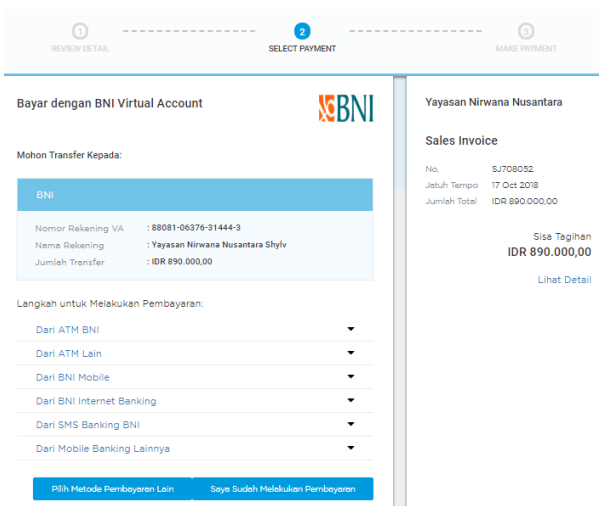 1
2
3
REVIEW DETAIL
SELECT PAYMENT
MAKE PAYMENT
Bayar dengan BNI Virtual Account
BNI
Mohon Transfer Kepada:
BNI
Nomor Rekening VA : 88081-06376-31444-3
Nama Rekening : Yayasan Nirwana Nusantara Shylv
Jumlah Transfer : IDR 890.000,00
Langkah untuk Melakukan Pembayaran:
Dari ATM BNI
Dari ATM Lain
Dari BNI Mobile
Dari BNI Internet Banking
Dari SMS Banking BNI
Dari Mobile Banking Lainnya
Pilih Metode Pembayaran Lain
Saya Sudah Melakukan Pembayaran
Yayasan Nirwana Nusantara
Sales Invoice
No. SJ708052
Jatuh Tempo 17 Oct 2018
Jumlah Total IDR 890.000,00
Sisa Tagihan
IDR 890.000,00
Lihat Detail